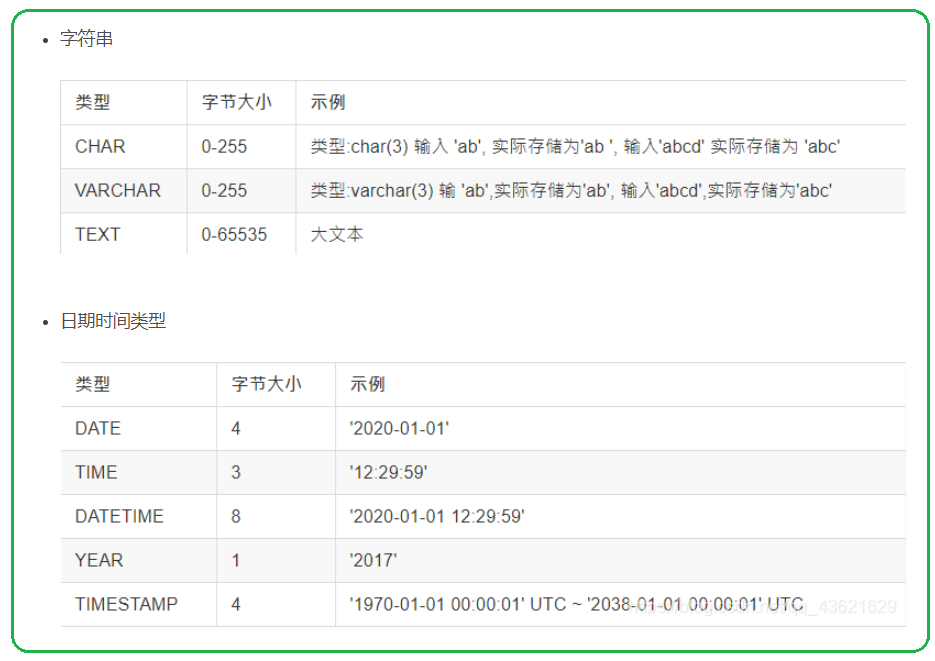 字符串
类型 字节大小 示例
CHAR 0-255 类型:char(3) 输入 'ab', 实际存储为'ab ', 输入'abcd' 实际存储为 'abc'
VARCHAR 0-255 类型:varchar(3) 输 'ab',实际存储为'ab', 输入'abcd',实际存储为'abc'
TEXT 0-65535 大文本
日期时间类型
类型 字节大小 示例
DATE 4 '2020-01-01'
TIME 3 '12:29:59'
DATETIME 8 '2020-01-01 12:29:59'
YEAR 1 '2017'
TIMESTAMP 4 '1970-01-01 00:00:01' UTC ~ '2038-01-01 00:00:01' UTC
43621629